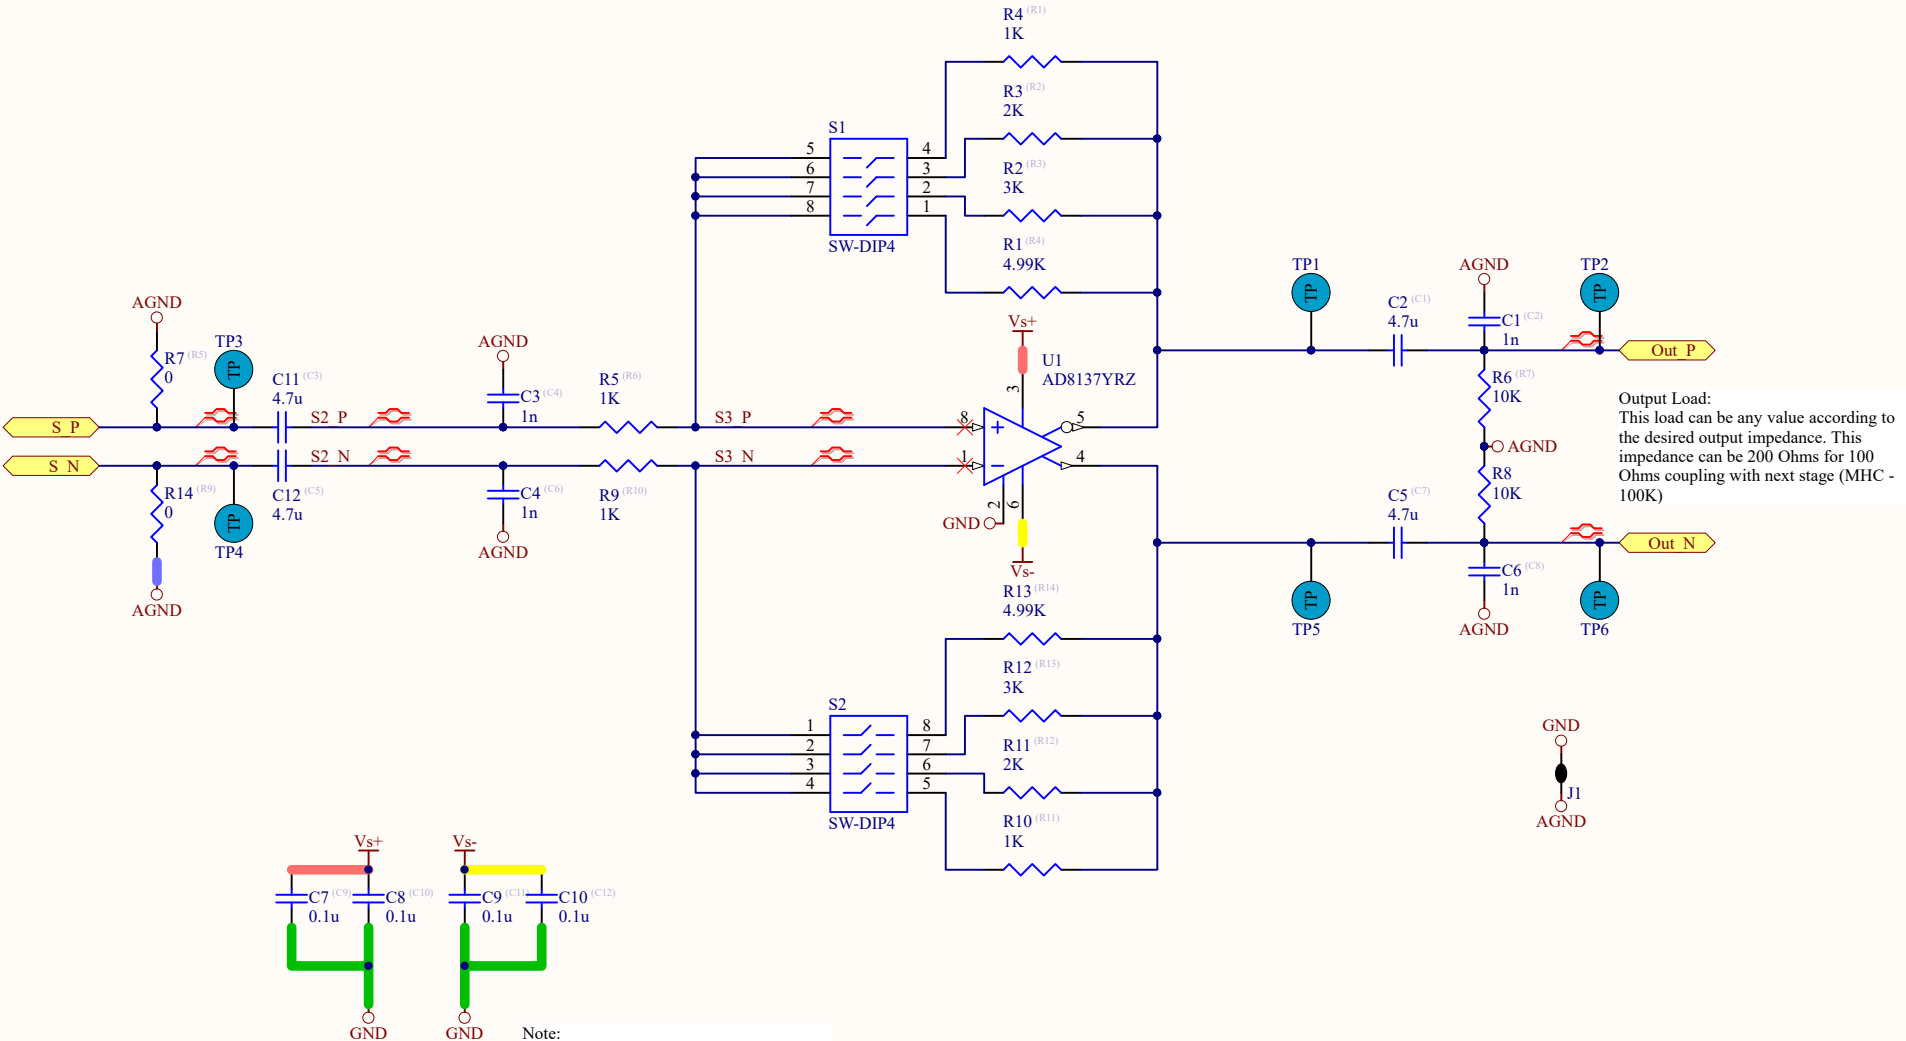 R4 (R1)
1K
R3 (R2)
2K
S1
5 4
6 3
7 2
8 1
SW-DIP4
R2 (R3)
3K
R1 (R4)
4.99K
AGND
R7 (R5)
0
TP3
TP
C11 (C3)
4.7u
S_P
S2_P
AGND
C3 (C4)
1n
R5 (R6)
1K
S3_P
Vs+
3
U1
AD8137YRZ
8
5
1
4
2
6
GND
Vs-
S_N
S2_N
S3_N
R14 (R9)
0
TP
TP4
AGND
C12 (C5)
4.7u
C4 (C6)
1n
AGND
R9 (R10)
1K
TP1
TP
C2 (C1)
4.7u
AGND
C1 (C2)
1n
TP2
TP
Out_P
R6 (R7)
10K
AGND
R8
10K
Output Load:
This load can be any value according to
the desired output impedance. This
impedance can be 200 Ohms for 100
Ohms coupling with next stage (MHC -
100K)
C5 (C7)
4.7u
Out_N
C6 (C8)
1n
AGND
TP
TP5
TP
TP6
R13 (R14)
4.99K
R12 (R13)
3K
S2
1 8
2 7
3 6
4 5
SW-DIP4
R11 (R12)
2K
R10 (R11)
1K
GND
J1
AGND
Vs+
C7 (C9)
0.1u
C8 (C10)
0.1u
GND
Vs-
C9 (C11)
0.1u
C10 (C12)
0.1u
GND
Note: